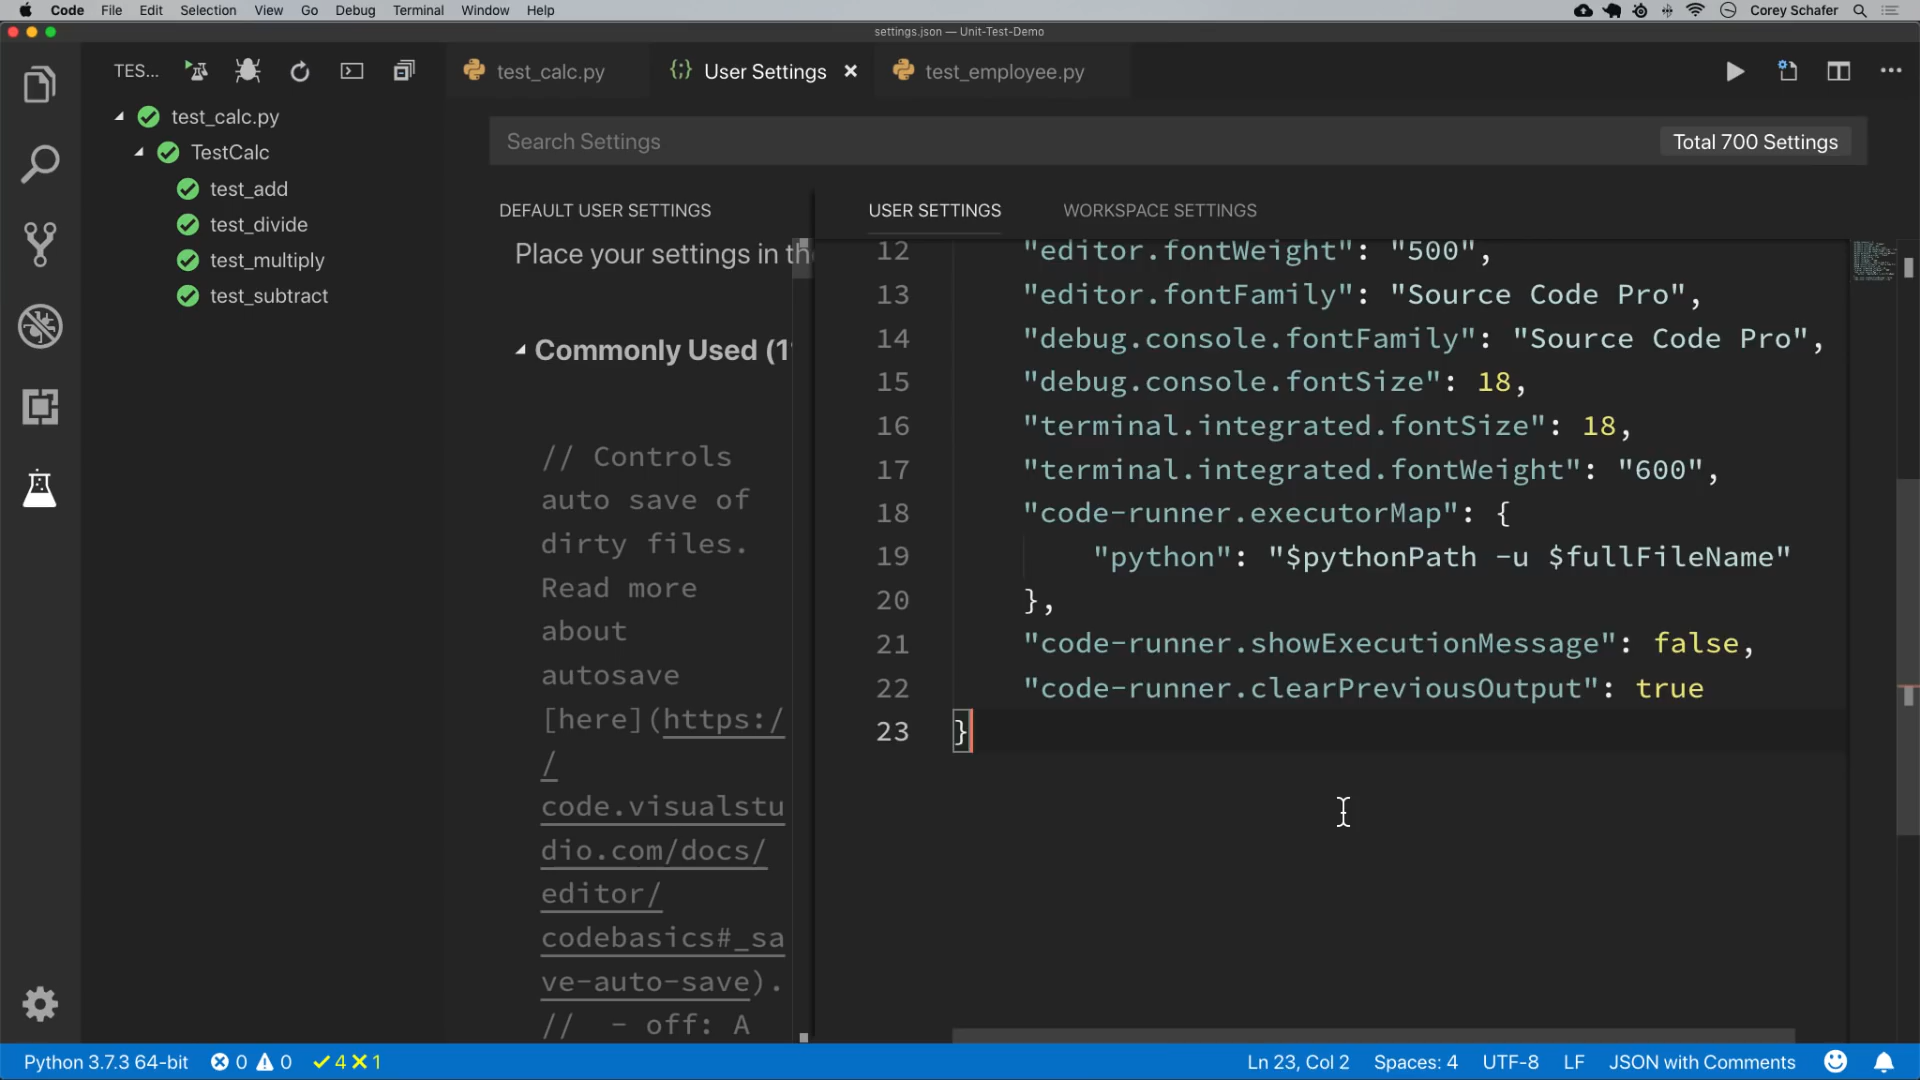 Code File Edit Selection View Go Debug Terminal Window Help Corey Schafer
settings.json — Unit-Test-Demo
TES... test_calc.py User Settings test_employee.py
test_calc.py
TestCalc
test_add
test_divide
test_multiply
test_subtract
Search Settings Total 700 Settings
DEFAULT USER SETTINGS
Place your settings in the
Commonly Used (1
// Controls
auto save of
dirty files.
Read more
about
autosave
[here](https:/
/
code.visualstu
dio.com/docs/
editor/
codebasics#_sa
ve-auto-save).
// - off: A
USER SETTINGS WORKSPACE SETTINGS
12 "editor.fontWeight": "500",
13 "editor.fontFamily": "Source Code Pro",
14 "debug.console.fontFamily": "Source Code Pro",
15 "debug.console.fontSize": 18,
16 "terminal.integrated.fontSize": 18,
17 "terminal.integrated.fontWeight": "600",
18 "code-runner.executorMap": {
19 "python": "$pythonPath -u $fullFileName"
20 },
21 "code-runner.showExecutionMessage": false,
22 "code-runner.clearPreviousOutput": true
23 }
Python 3.7.3 64-bit 0 0 4 1 Ln 23, Col 2 Spaces: 4 UTF-8 LF JSON with Comments